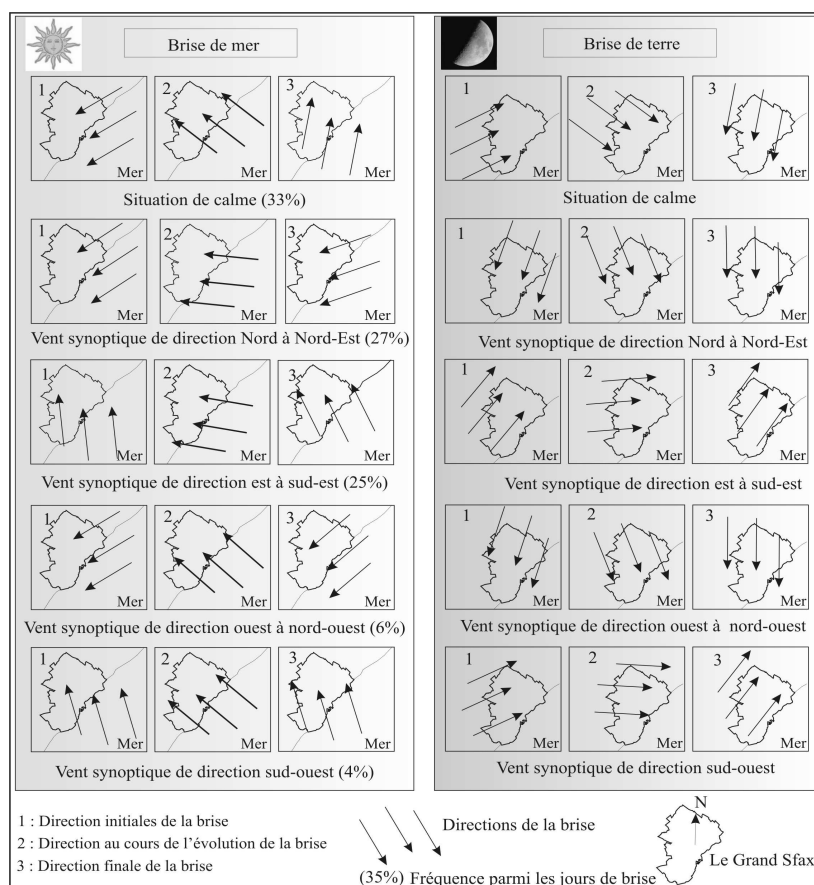 Brise de mer
1
2
3
Mer
Mer
Mer
Situation de calme (33%)
1
2
3
Mer
Mer
Mer
Vent synoptique de direction Nord à Nord-Est (27%)
1
2
3
Mer
Mer
Mer
Vent synoptique de direction est à sud-est (25%)
1
2
3
Mer
Mer
Mer
Vent synoptique de direction ouest à nord-ouest (6%)
1
2
3
Mer
Mer
Mer
Vent synoptique de direction sud-ouest (4%)
Brise de terre
1
2
3
Mer
Mer
Mer
Situation de calme
1
2
3
Mer
Mer
Mer
Vent synoptique de direction Nord à Nord-Est
1
2
3
Mer
Mer
Mer
Vent synoptique de direction est à sud-est
1
2
3
Mer
Mer
Mer
Vent synoptique de direction ouest à nord-ouest
1
2
3
Mer
Mer
Mer
Vent synoptique de direction sud-ouest
1 : Direction initiales de la brise
2 : Direction au cours de l'évolution de la brise
3 : Direction finale de la brise
Directions de la brise
(35%) Fréquence parmi les jours de brise
N
Le Grand Sfax